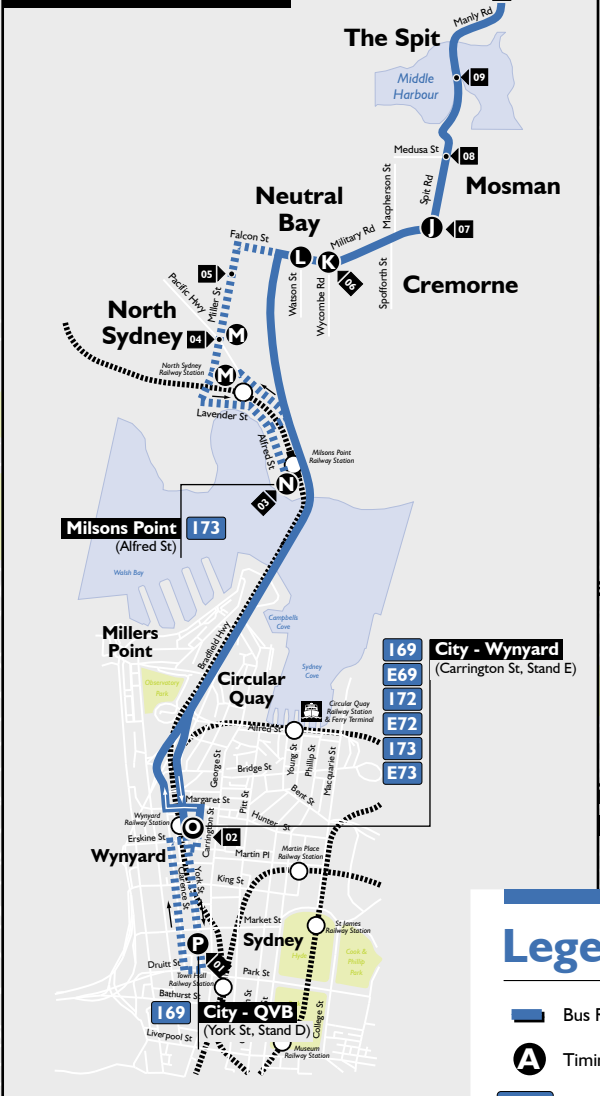 Manly Rd
The Spit
Middle
Harbour
09
Medusa St
08
Macpherson St
Spit Rd
Mosman
Neutral
Bay
J
07
Falcon St
Military Rd
L
K
06
05
Miller St
Pacific Hwy
Watson St
Wycombe Rd
Spofforth St
Cremorne
North
Sydney
04
M
North Sydney
Railway Station
M
Lavender St
Alfred St
Milsons Point
Railway Station
N
03
Milsons Point
173
(Alfred St)
Walsh Bay
Campbells
Cove
Millers
Point
Bradfield Hwy
169
City - Wynyard
(Carrington St, Stand E)
E69
172
E72
173
E73
Sydney
Cove
Circular
Quay
Observatory
Park
Circular Quay
Railway Station
& Ferry Terminal
Alfred St
George St
Bridge St
Young St
Phillip St
Macquarie St
Pitt St
Bent St
Margaret St
Hunter St
Wynyard
Railway Station
O
02
Carrington St
Erskine St
Wynyard
Martin Pl
Martin Place
Railway Station
King St
Clarence St
York St
Market St
St James
Railway Station
Sydney
P
01
Hyde
Cook &
Phillip
Park
Druitt St
Town Hall
Railway Station
Park St
Bathurst St
169
City - QVB
(York St, Stand D)
College St
Liverpool St
Museum
Railway Station
Lege
Bus R
A
Timin